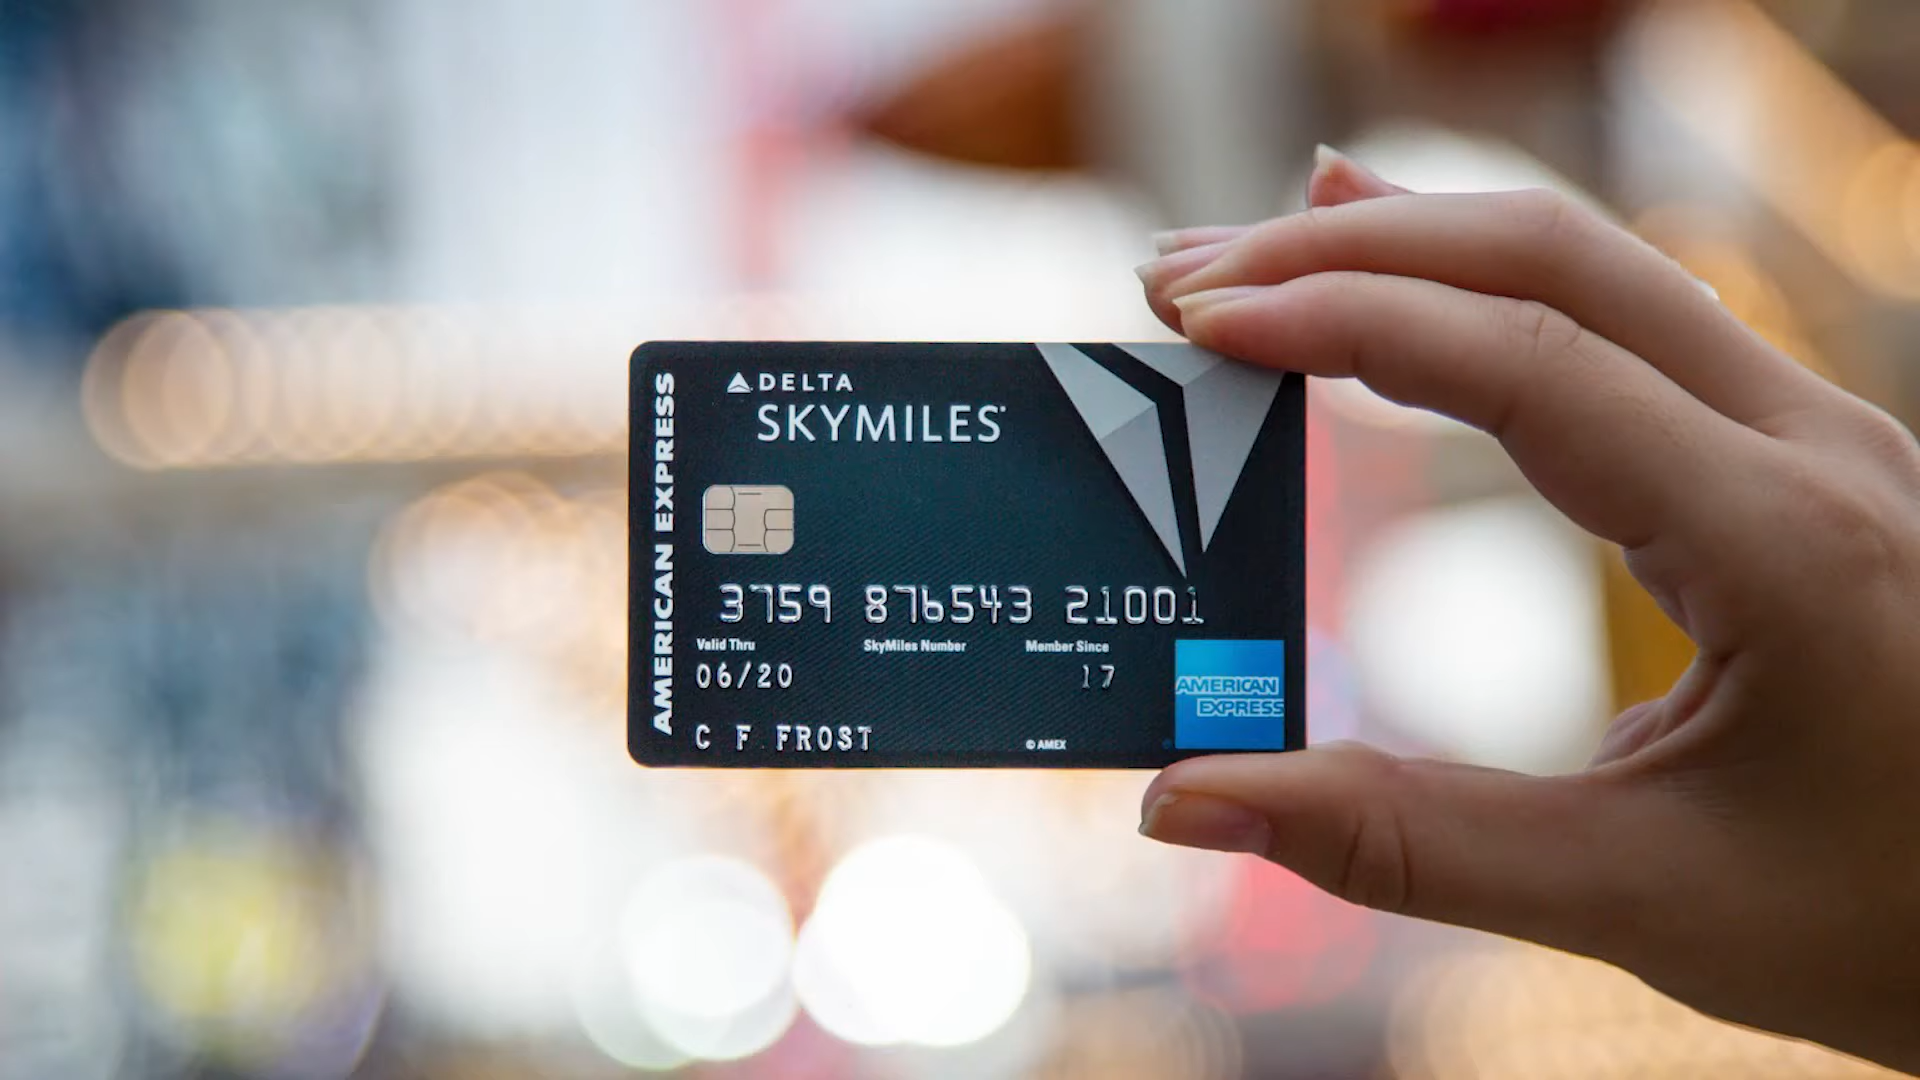 AMERICAN EXPRESS
DELTA
SKYMILES
3759 876543 21001
Valid Thru SkyMiles Number Member Since
06/20 17
AMERICAN
EXPRESS
C F FROST
© AMEX